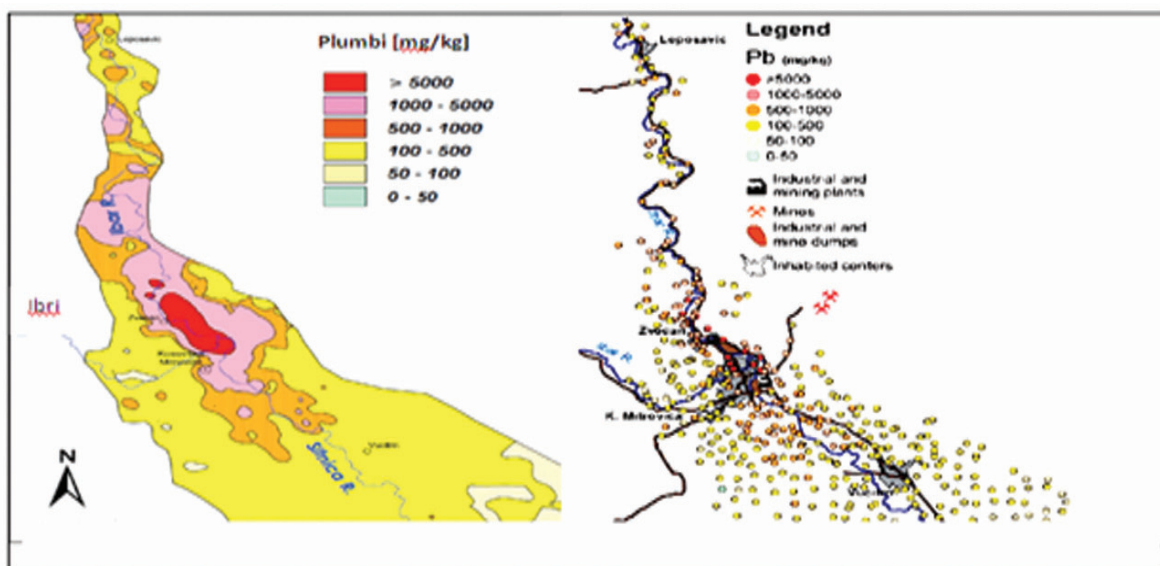 Leposavic
Plumbi [mg/kg]
> 5000
1000 - 5000
500 - 1000
100 - 500
50 - 100
0 - 50
Ibri
Sitnica R.
N
Legend
Pb (mg/kg)
>5000
1000-5000
500-1000
100-500
50-100
0-50
Industrial and
mining plants
Mines
Industrial and
mine dumps
Inhabited centers
Leposavic
Zvecan
K. Mitrovica